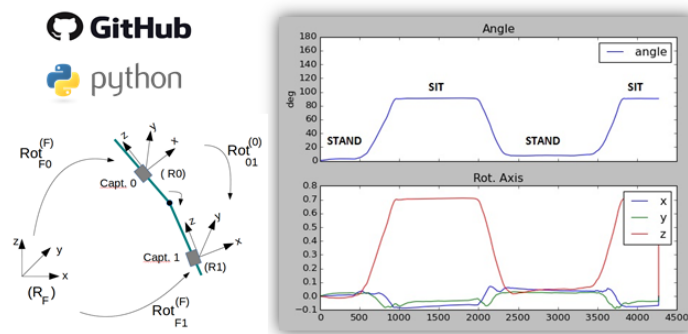 GitHub
python
Rot F0 (F)
Rot 01 (0)
z
y
x
(R0)
Capt. 0
z
y
x
Capt. 1
(R1)
z
y
x
(R_F)
Rot F1 (F)
Angle
180
160
140
120
100
80
60
40
20
0
deg
angle
STAND
SIT
STAND
SIT
Rot. Axis
0.8
0.7
0.6
0.5
0.4
0.3
0.2
0.1
0.0
−0.1
x
y
z
0 500 1000 1500 2000 2500 3000 3500 4000 4500